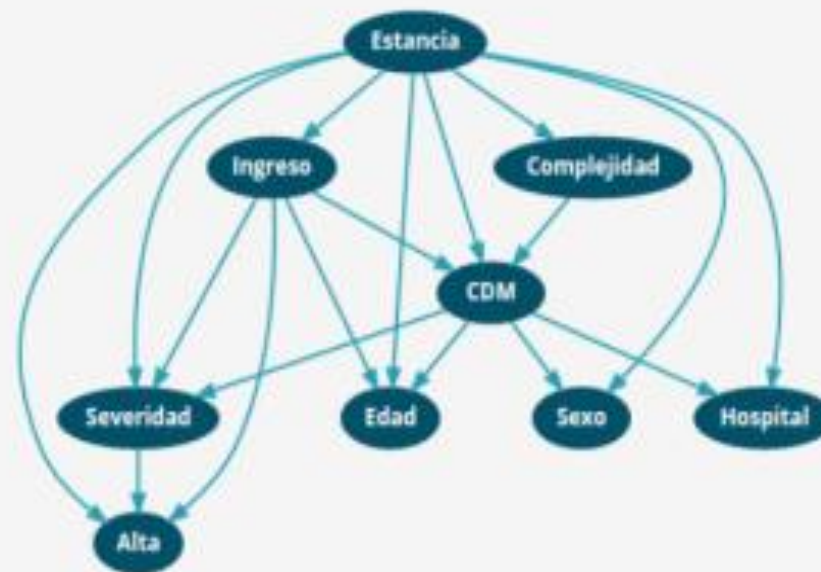 Estancia
Ingreso
Complejidad
CDM
Severidad
Edad
Sexo
Hospital
Alta